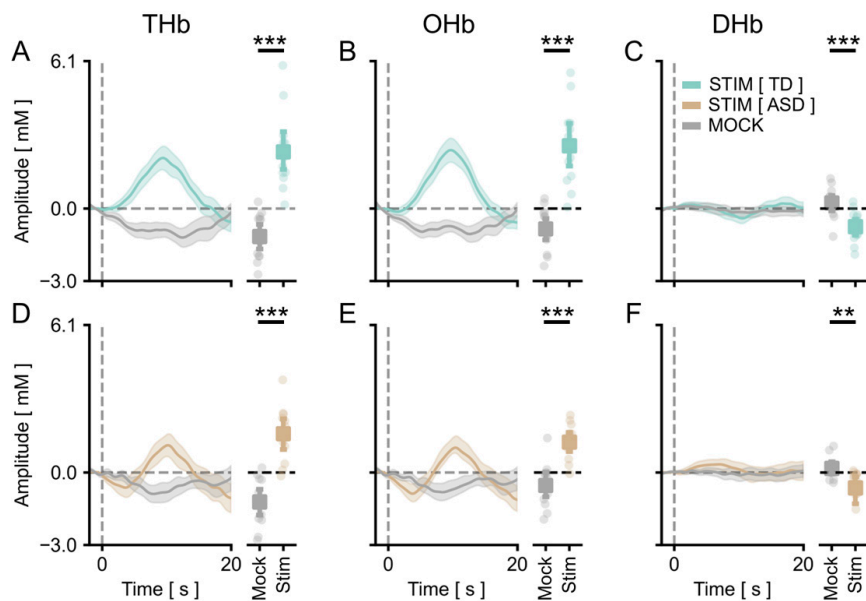 THb
OHb
DHb
A
***
B
***
C
***
6.1
0.0
−3.0
Amplitude [ mM ]
STIM [ TD ]
STIM [ ASD ]
MOCK
D
***
E
***
F
**
6.1
0.0
−3.0
Amplitude [ mM ]
0
20
Mock
Stim
0
20
Mock
Stim
0
20
Mock
Stim
Time [ s ]
Time [ s ]
Time [ s ]